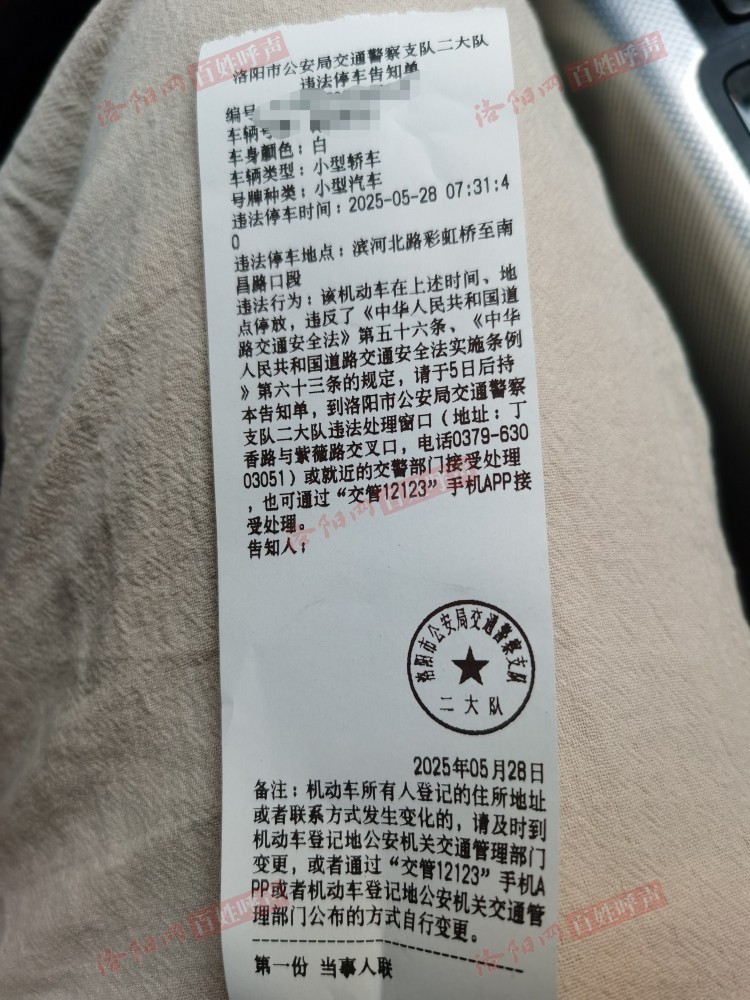 洛阳市公安局交通警察支队二大队
违法停车告知单
编号
车辆号
车身颜色：白
车辆类型：小型轿车
号牌种类：小型汽车
违法停车时间：2025-05-28 07:31:4
0
违法停车地点：滨河北路彩虹桥至南
昌路口段
违法行为：该机动车在上述时间、地
点停放，违反了《中华人民共和国道
路交通安全法》第五十六条、《中华
人民共和国道路交通安全法实施条例
》第六十三条的规定，请于5日后持
本告知单，到洛阳市公安局交通警察
支队二大队违法处理窗口（地址：丁
香路与紫薇路交叉口，电话0379-630
03051）或就近的交警部门接受处理
，也可通过“交管12123”手机APP接
受处理。
告知人：
洛阳市公安局交通警察支队
二大队
2025年05月28日
备注：机动车所有人登记的住所地址
或者联系方式发生变化的，请及时到
机动车登记地公安机关交通管理部门
变更，或者通过“交管12123”手机A
PP或者机动车登记地公安机关交通管
理部门公布的方式自行变更。
第一份 当事人联
洛阳网 百姓呼声
洛阳网 百姓呼声
洛阳网 百姓呼声
洛阳网 百姓呼声
洛阳网 百姓呼声